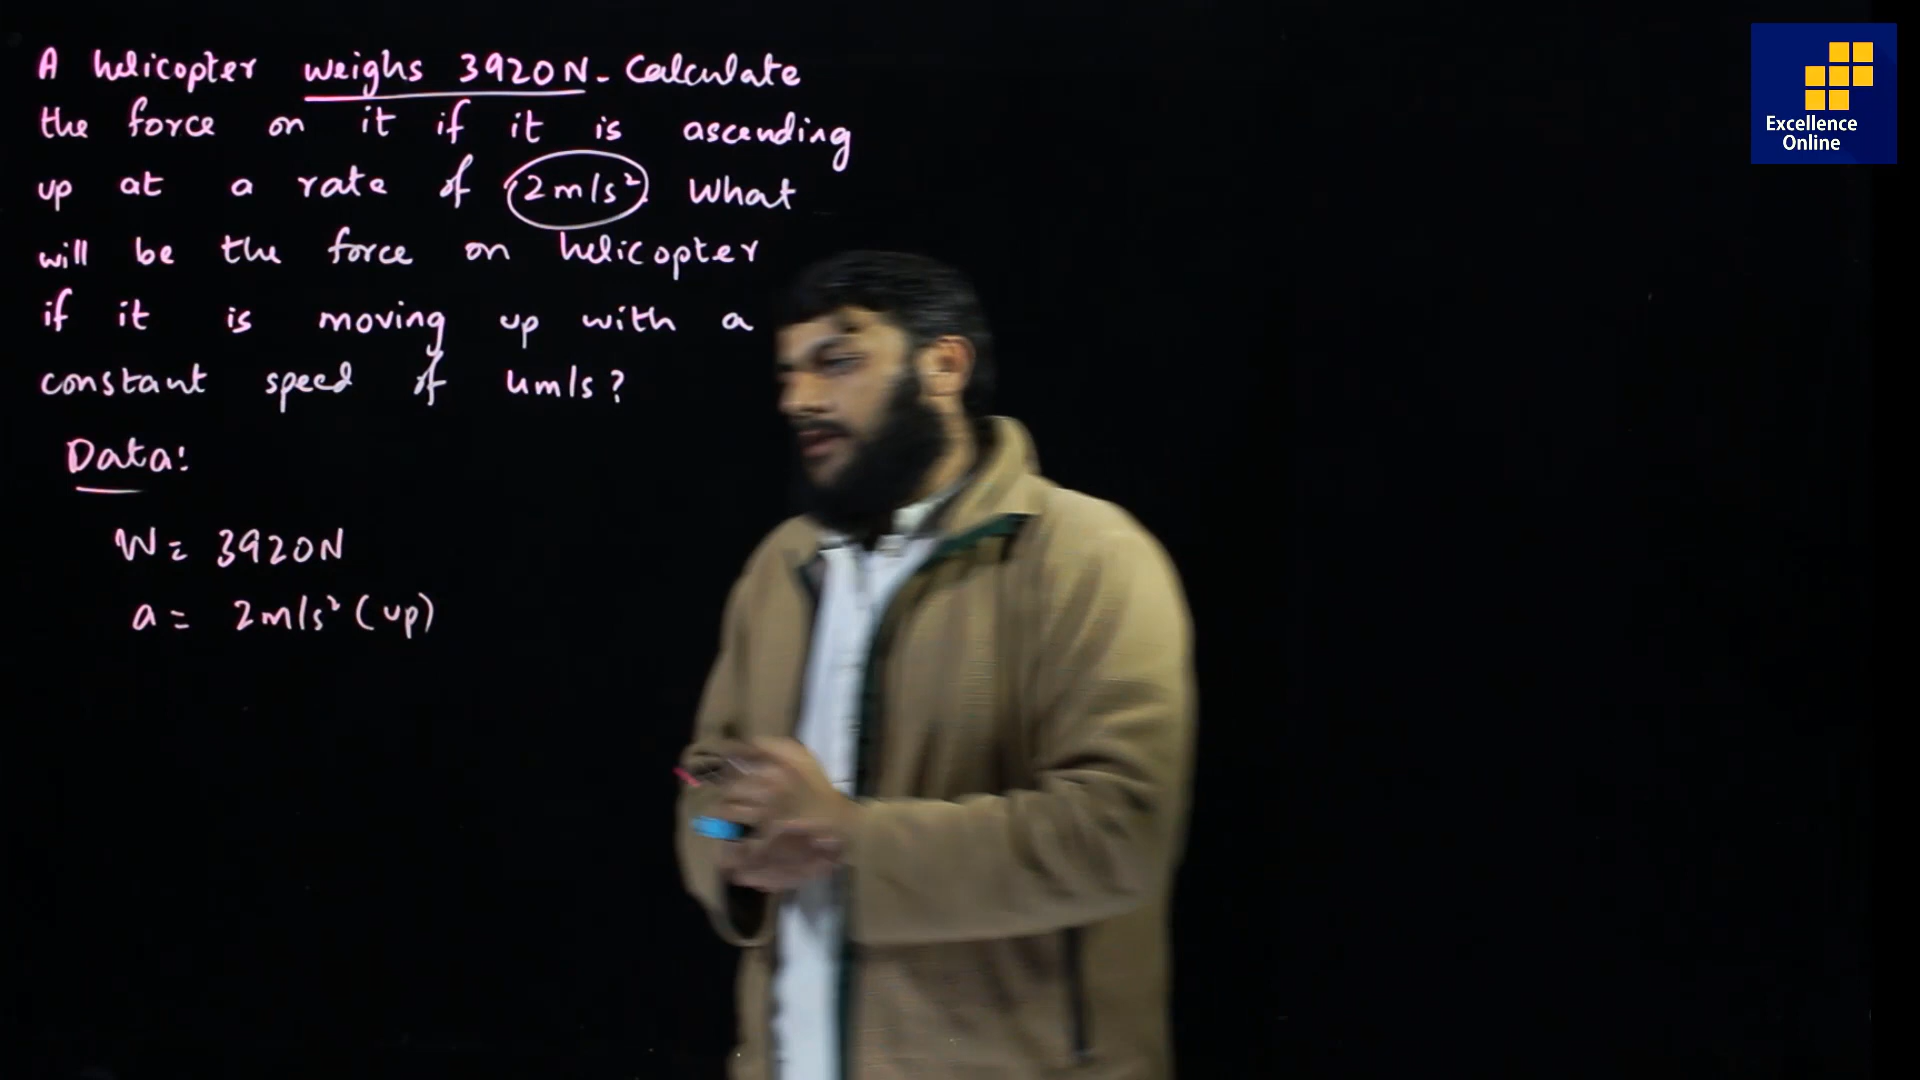 A helicopter weighs 3920N. Calculate
the force on it if it is ascending
up at a rate of 2m/s². What
will be the force on helicopter
if it is moving up with a
constant speed of 4m/s?
Data:
W = 3920N
a = 2m/s² (up)
Excellence
Online